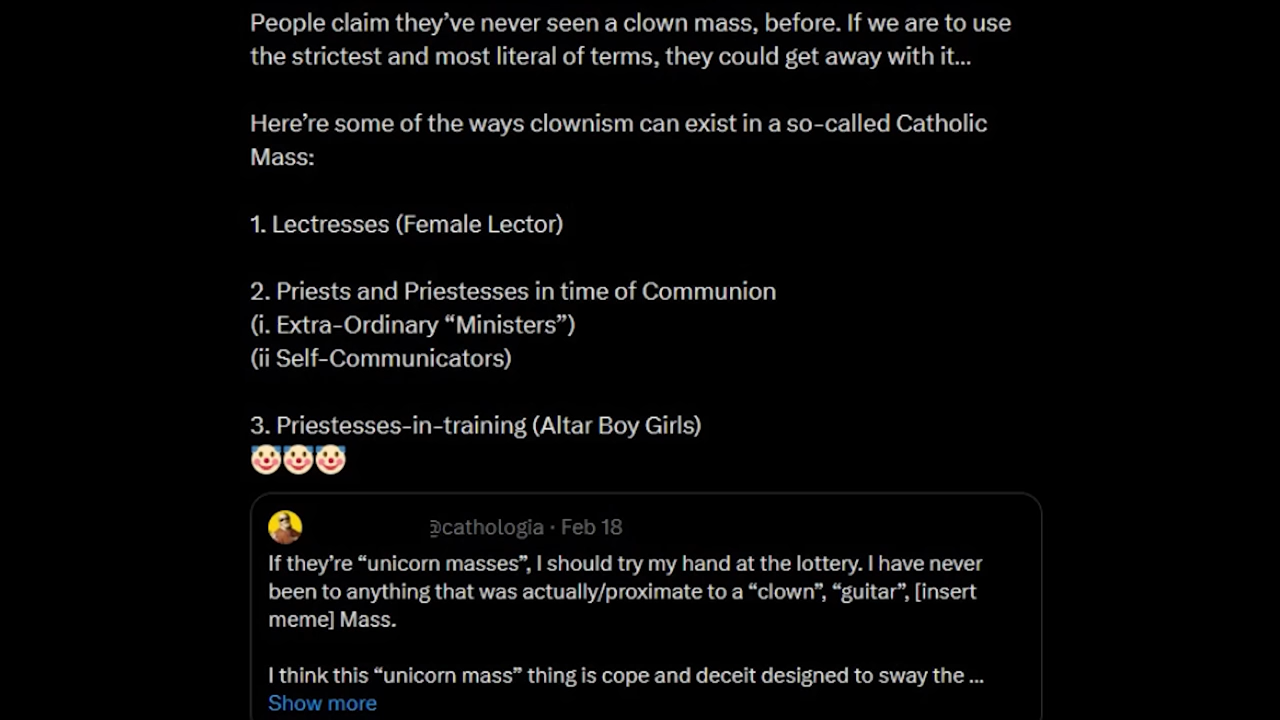 People claim they’ve never seen a clown mass, before. If we are to use
the strictest and most literal of terms, they could get away with it...
Here’re some of the ways clownism can exist in a so-called Catholic
Mass:
1. Lectresses (Female Lector)
2. Priests and Priestesses in time of Communion
(i. Extra-Ordinary “Ministers”)
(ii Self-Communicators)
3. Priestesses-in-training (Altar Boy Girls)
@cathologia · Feb 18
If they’re “unicorn masses”, I should try my hand at the lottery. I have never
been to anything that was actually/proximate to a “clown”, “guitar”, [insert
meme] Mass.
I think this “unicorn mass” thing is cope and deceit designed to sway the ...
Show more